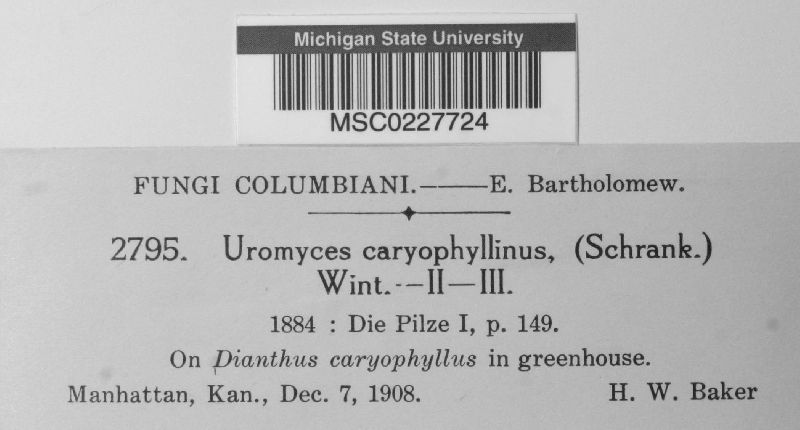 Michigan State University
MSC0227724
FUNGI COLUMBIANI.——E. Bartholomew.
2795. Uromyces caryophyllinus, (Schrank.)
Wint.--II—III.
1884 : Die Pilze I, p. 149.
On Dianthus caryophyllus in greenhouse.
Manhattan, Kan., Dec. 7, 1908. H. W. Baker